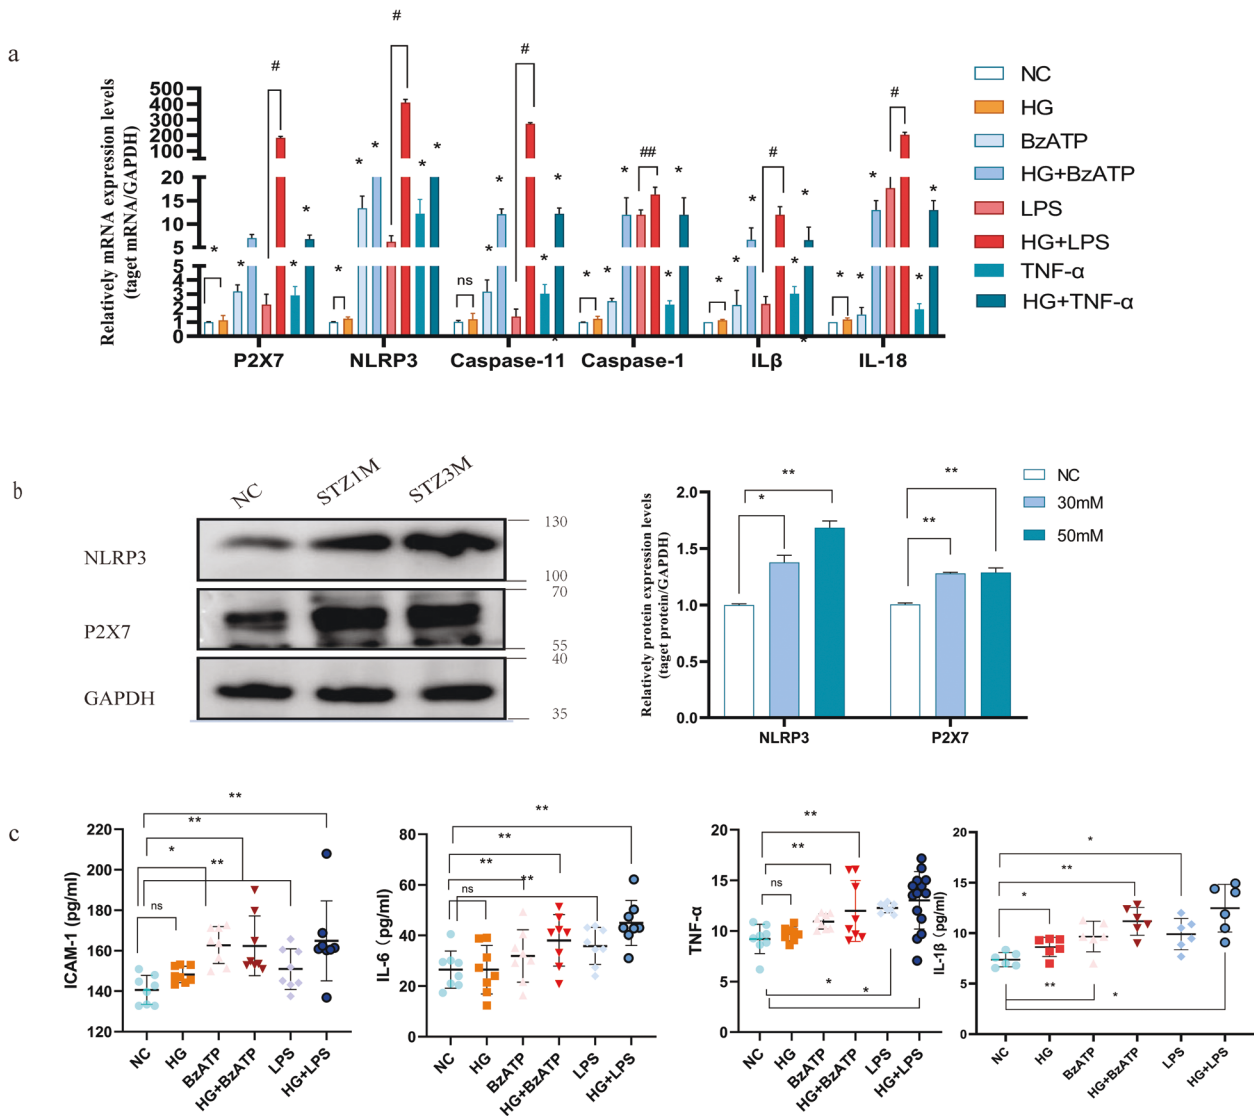 a
Relatively mRNA expression levels
(taget mRNA/GAPDH)
500
400
300
200
100
20
15
10
5
5
4
3
2
1
0
*
#
*
*
*
*
*
*
#
*
*
ns
*
*
#
*
*
*
*
*
*
##
*
*
*
*
*
#
*
*
*
*
*
*
#
*
*
P2X7
NLRP3
Caspase-11
Caspase-1
ILβ
IL-18
NC
HG
BzATP
HG+BzATP
LPS
HG+LPS
TNF-α
HG+TNF-α
b
NC
STZ1M
STZ3M
NLRP3
P2X7
GAPDH
130
100
70
55
40
35
Relatively protein expression levels
(taget protein/GAPDH)
2.0
1.5
1.0
0.5
0.0
*
**
**
**
NLRP3
P2X7
NC
30mM
50mM
c
ICAM-1 (pg/ml)
220
200
180
160
140
120
**
**
*
**
ns
NC
HG
BzATP
HG+BzATP
LPS
HG+LPS
IL-6 (pg/ml)
80
60
40
20
0
**
**
**
**
ns
NC
HG
BzATP
HG+BzATP
LPS
HG+LPS
TNF-α
20
15
10
5
0
**
**
**
ns
*
*
NC
HG
BzATP
HG+BzATP
LPS
HG+LPS
IL-1β (pg/ml)
20
15
10
5
0
*
**
*
**
*
NC
HG
BzATP
HG+BzATP
LPS
HG+LPS